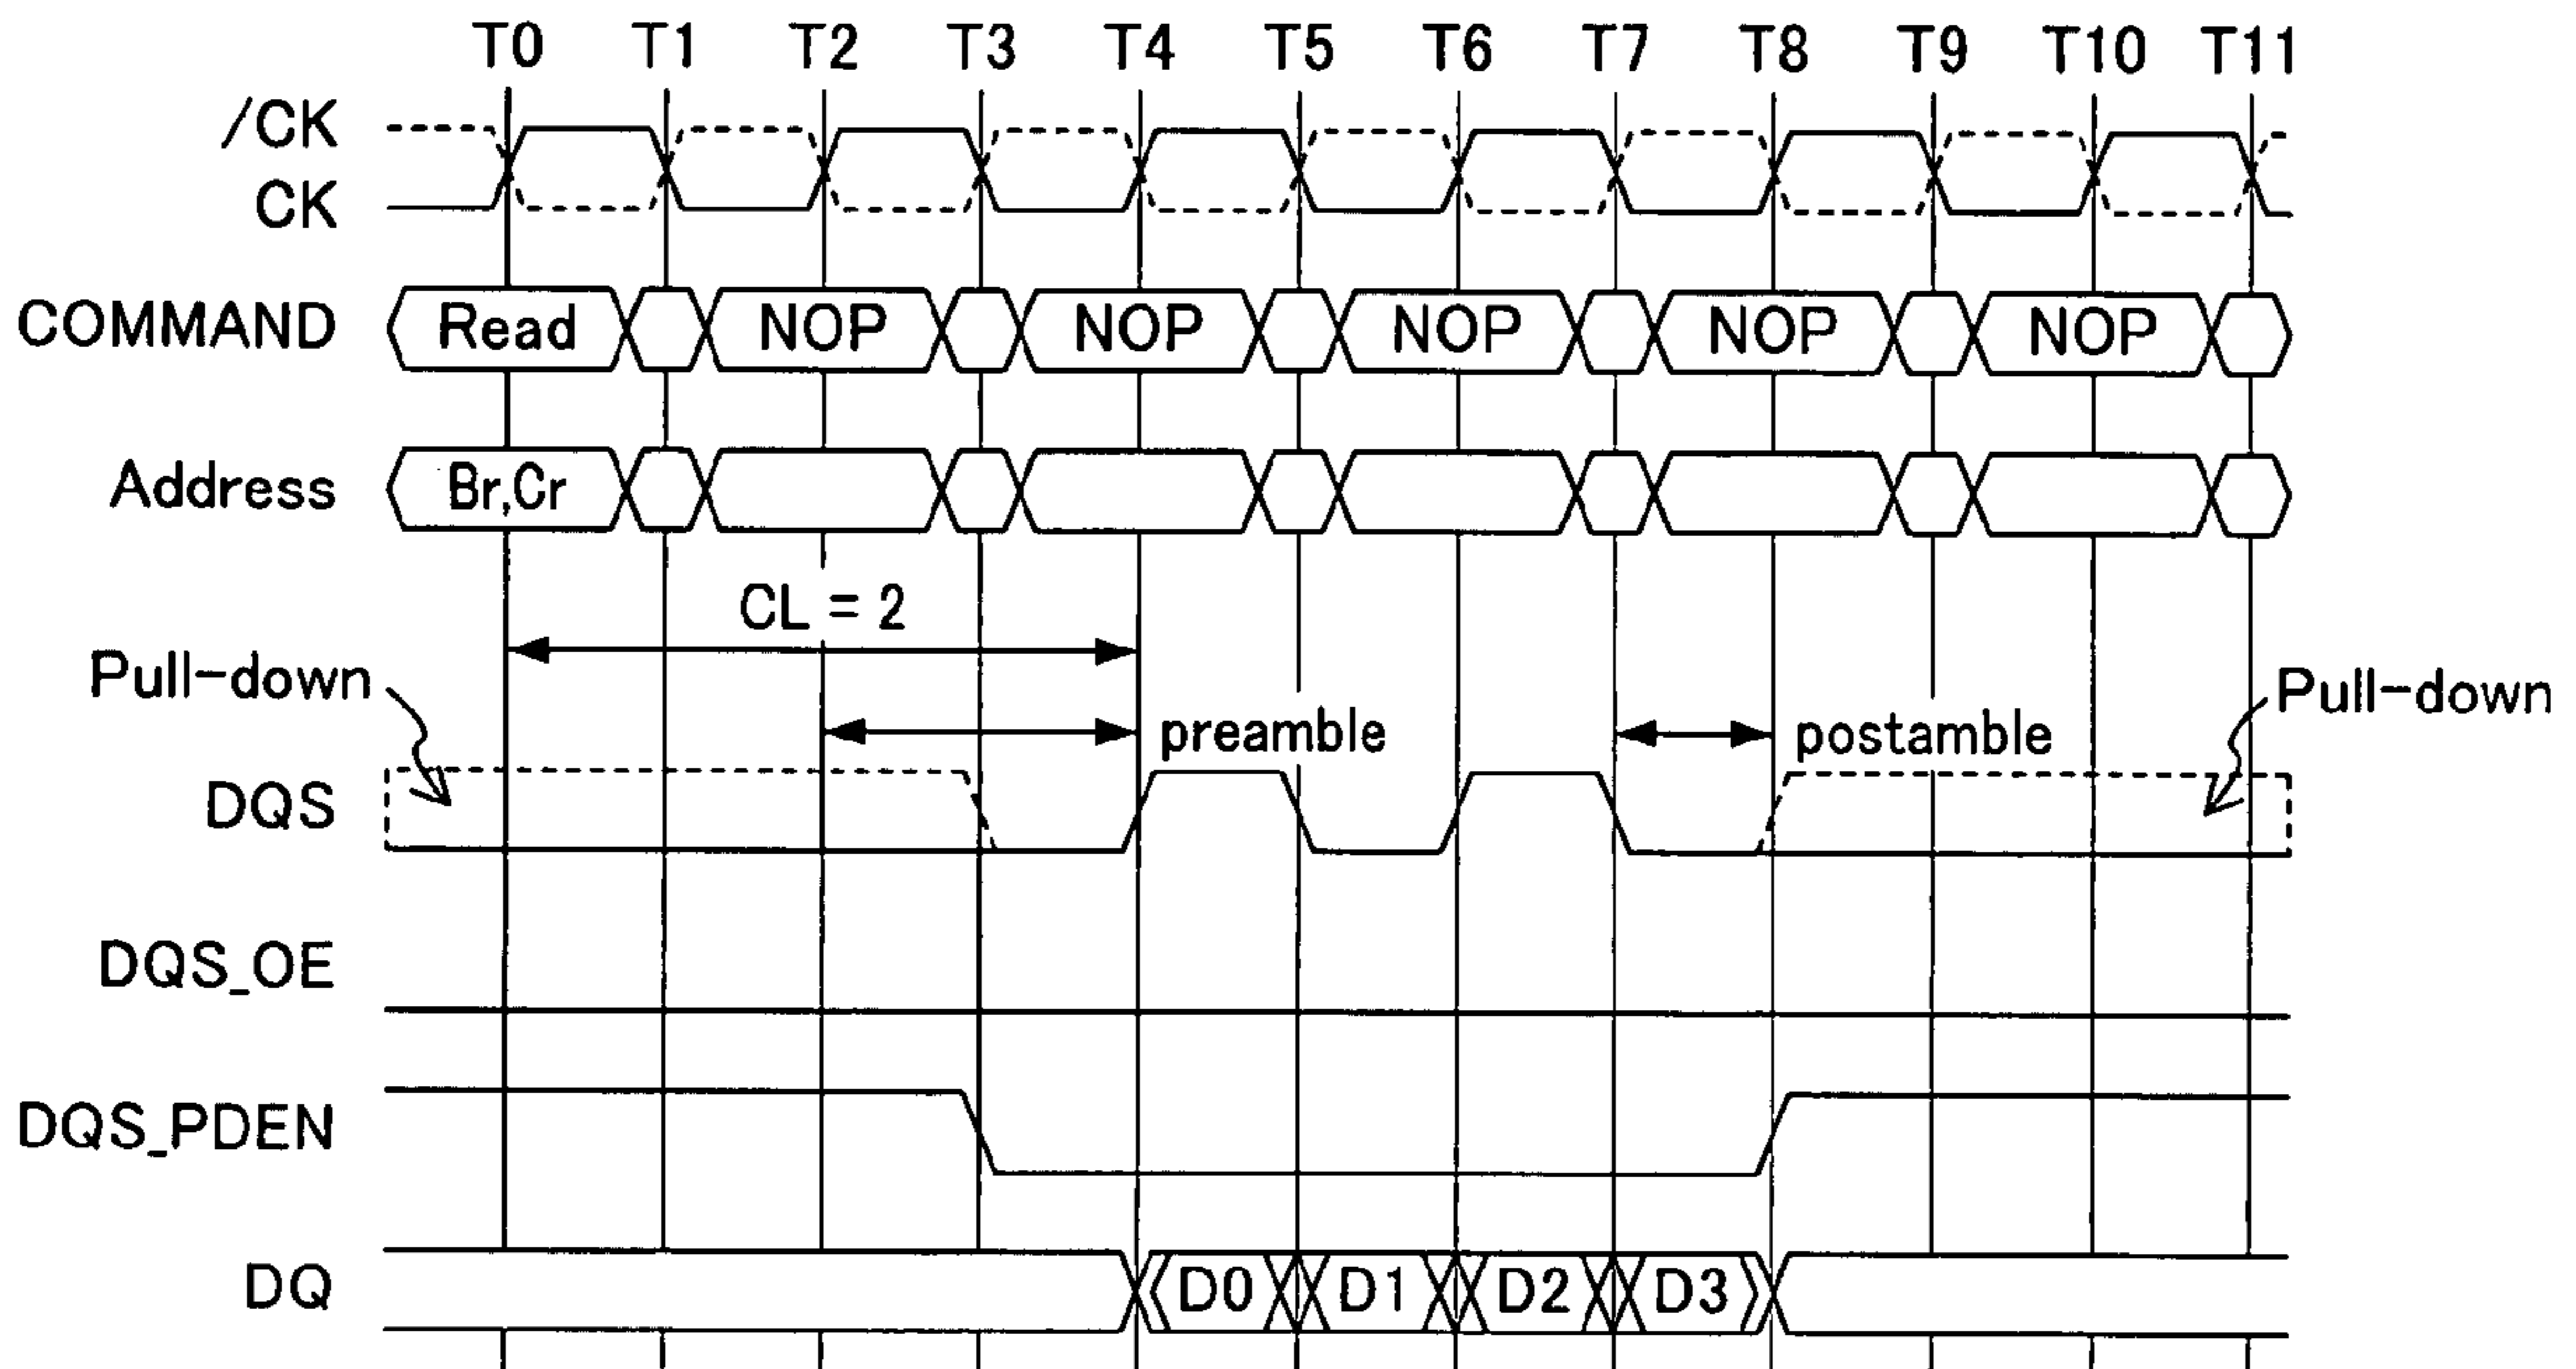 T0 T1 T2 T3 T4 T5 T6 T7 T8 T9 T10 T11
/CK
CK
COMMAND Read NOP NOP NOP NOP NOP
Address Br,Cr
CL = 2
Pull-down Pull-down
preamble postamble
DQS
DQS_OE
DQS_PDEN
DQ D0 D1 D2 D3